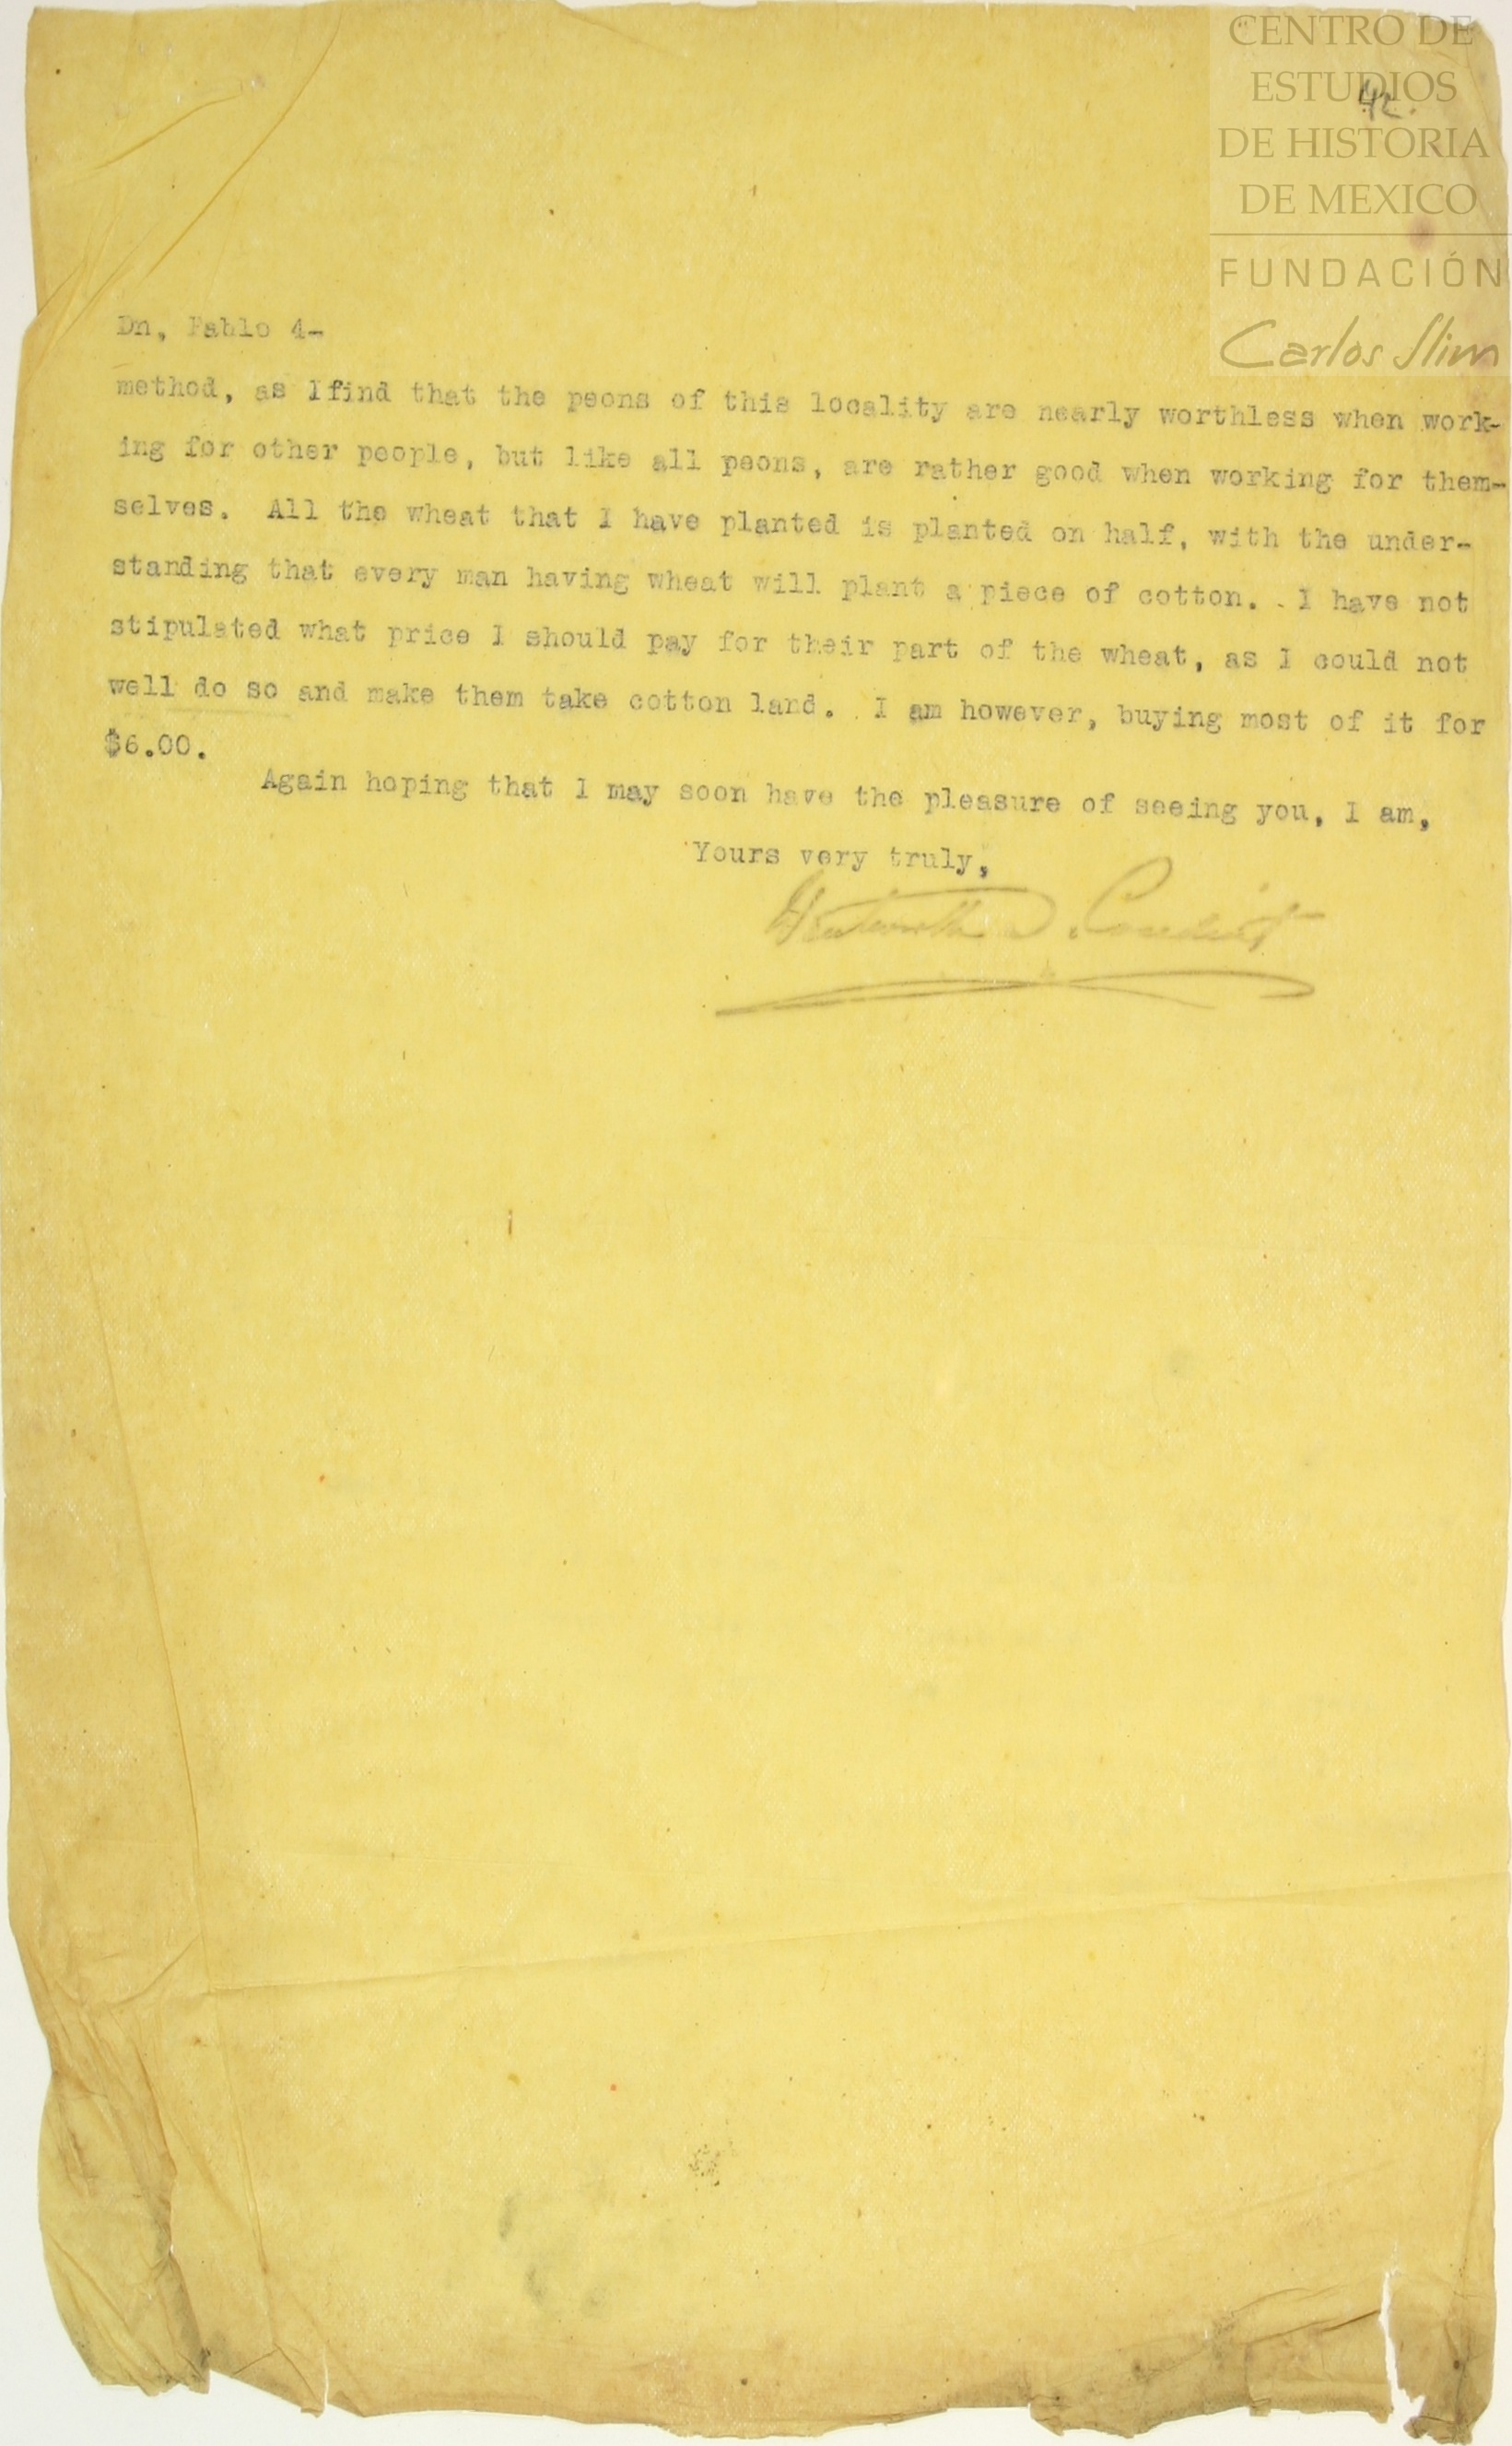 CENTRO DE
ESTUDIOS
DE HISTORIA
DE MEXICO
FUNDACIÓN
Carlos Slim
Dn, Pablo 4-
method, as I find that the peons of this locality are nearly worthless when work-
ing for other people, but like all peons, are rather good when working for them-
selves. All the wheat that I have planted is planted on half, with the under-
standing that every man having wheat will plant a piece of cotton. I have not
stipulated what price I should pay for their part of the wheat, as I could not
well do so and make them take cotton land. I am however, buying most of it for
$6.00.
Again hoping that I may soon have the pleasure of seeing you, I am,
Yours very truly,
Wentworth